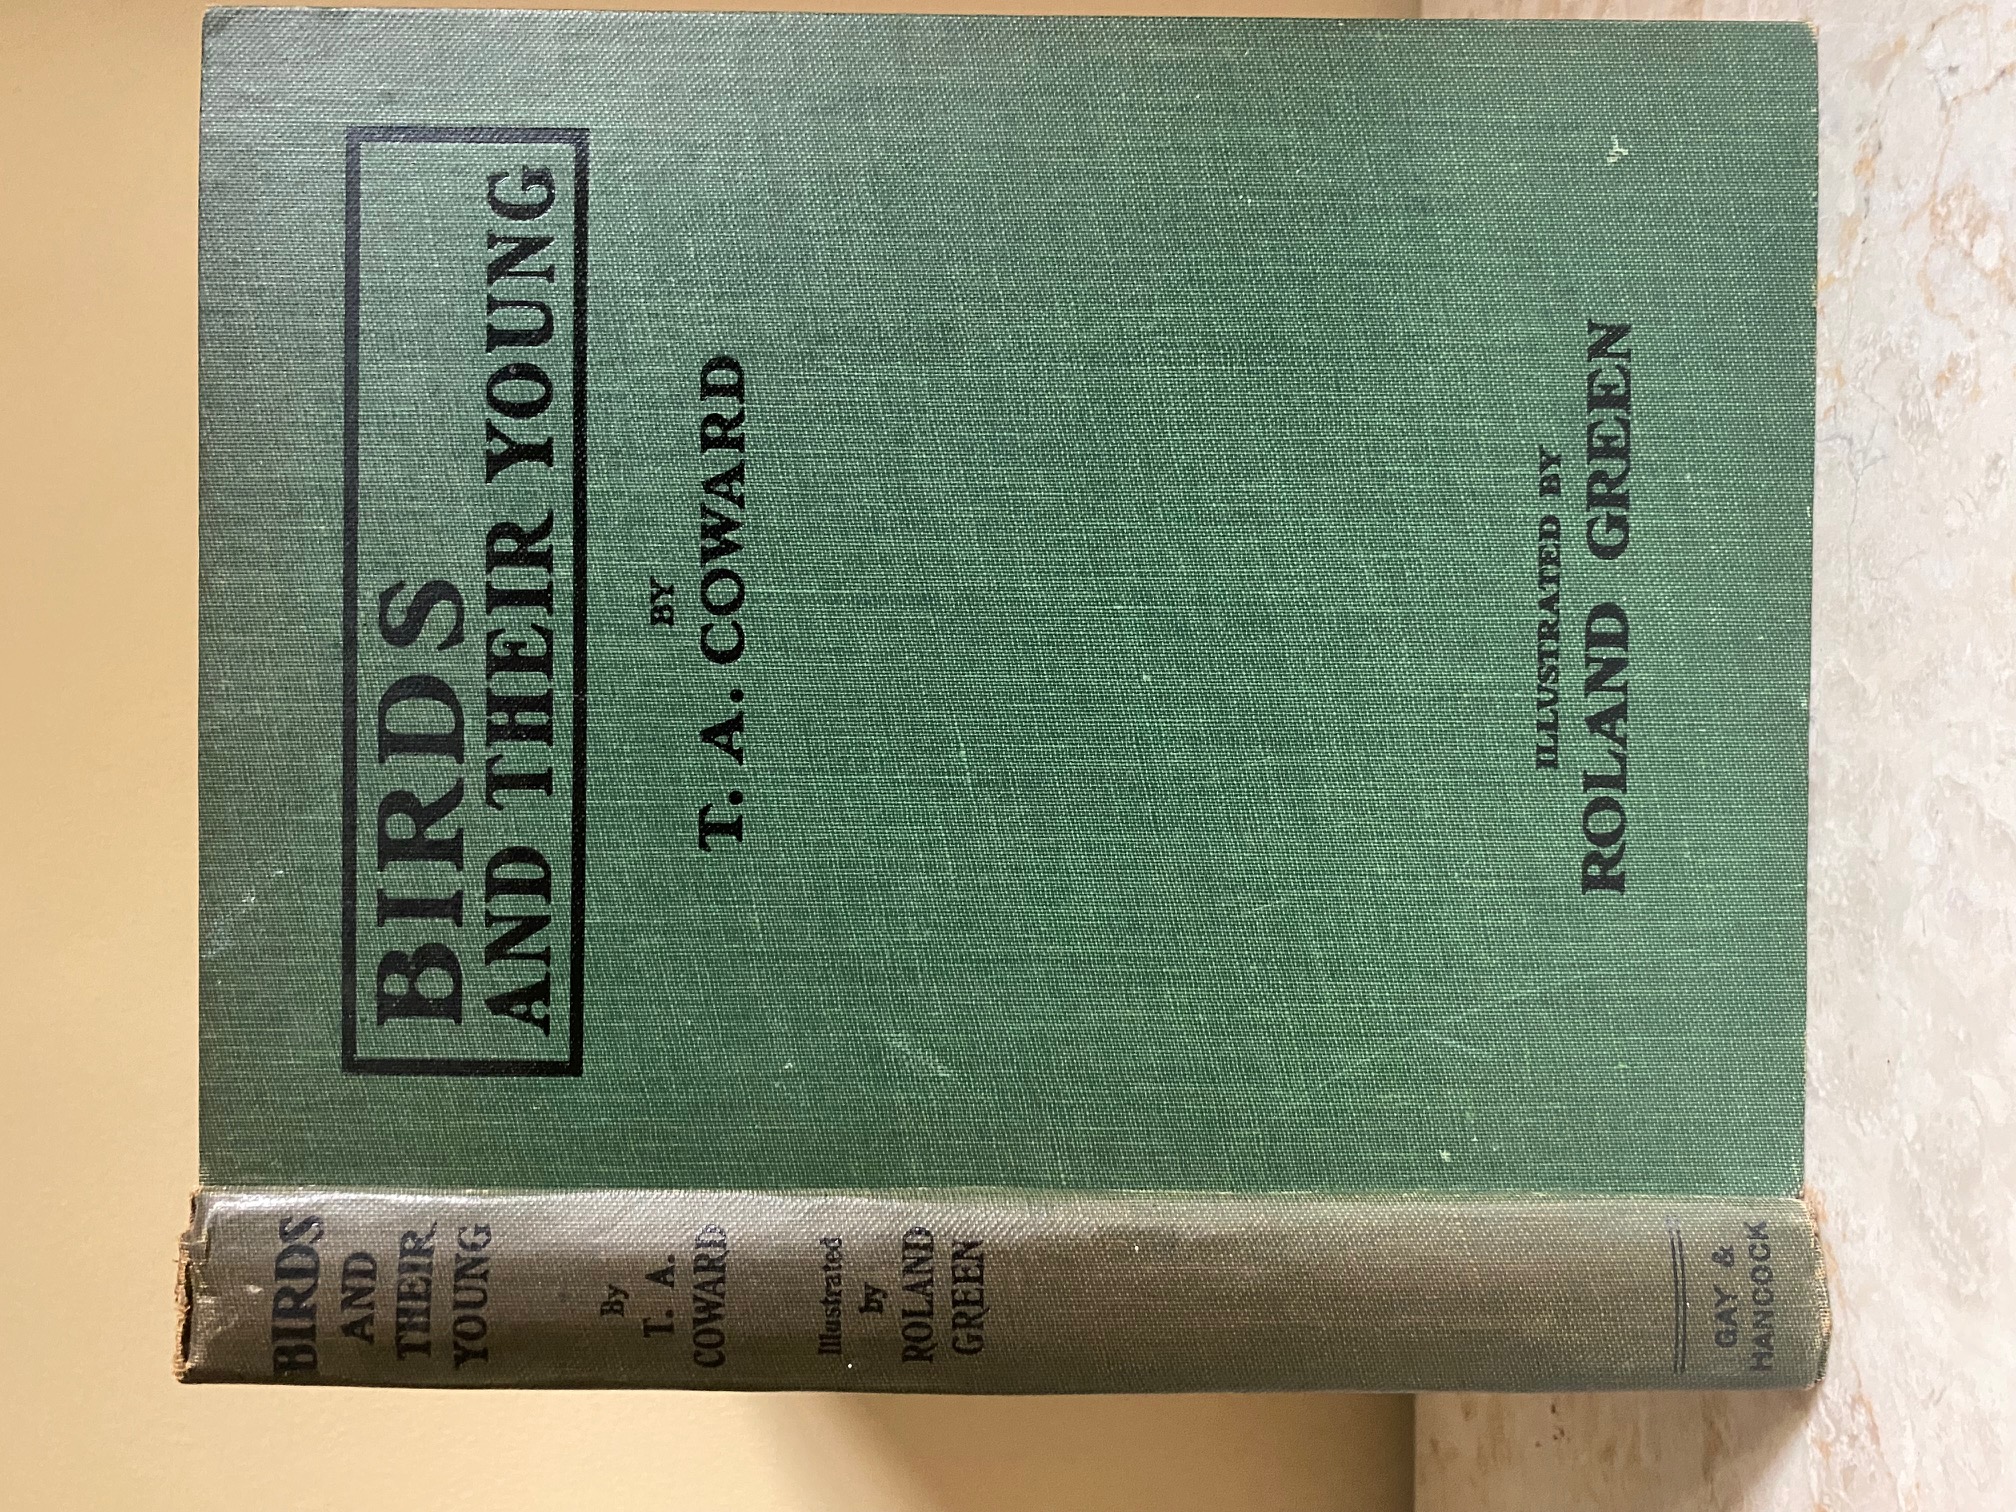 BIRDS
AND THEIR YOUNG
BY
T. A. COWARD
ILLUSTRATED BY
ROLAND GREEN
BIRDS
AND
THEIR
YOUNG
By
T. A.
COWARD
Illustrated
by
ROLAND
GREEN
GAY &
HANCOCK